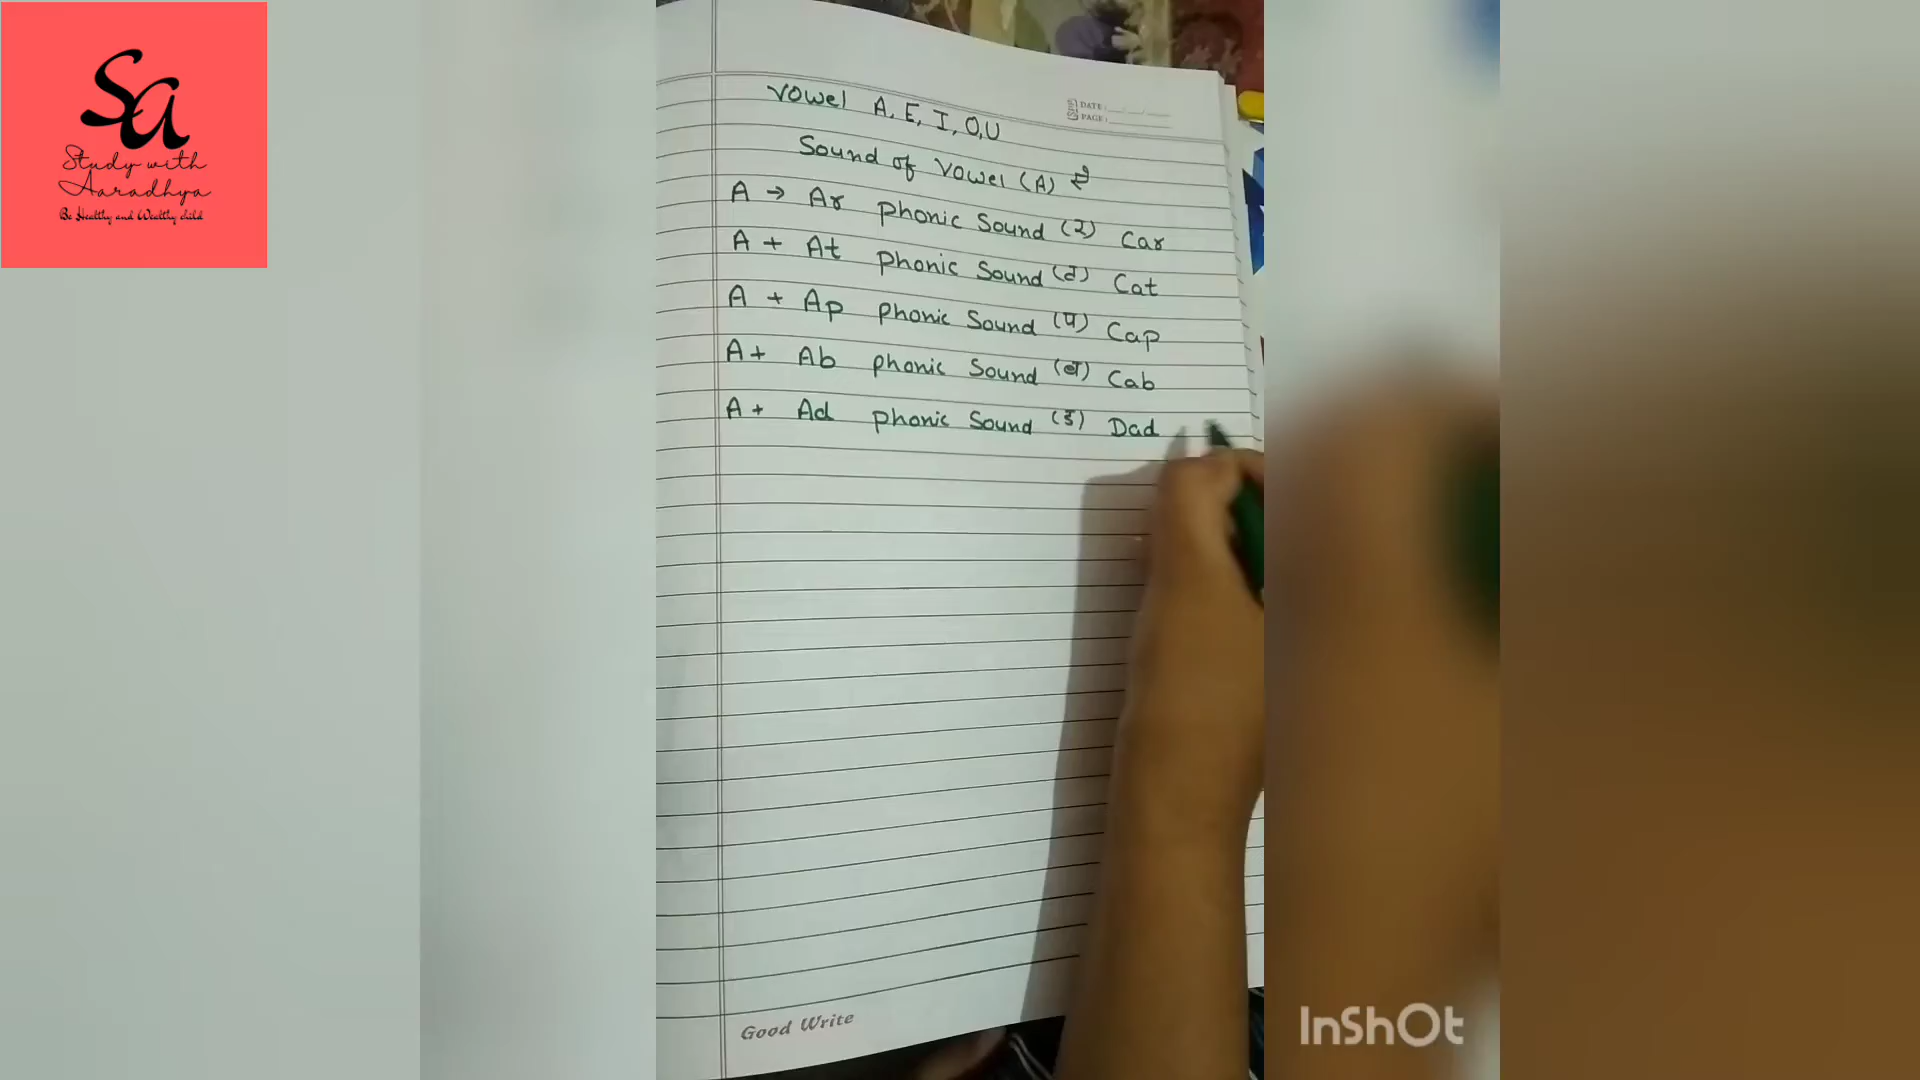 SA
Study with
Aaradhya
Be Healthy and Wealthy child
DATE:
PAGE:
Vowel A, E, I, O, U
Sound of Vowel (A) ऐ
A → Ar phonic Sound (र) Car
A + At phonic Sound (त) Cat
A + Ap phonic Sound (प) Cap
A + Ab phonic Sound (ब) Cab
A + Ad phonic Sound (ड) Dad
Good Write
InShOt